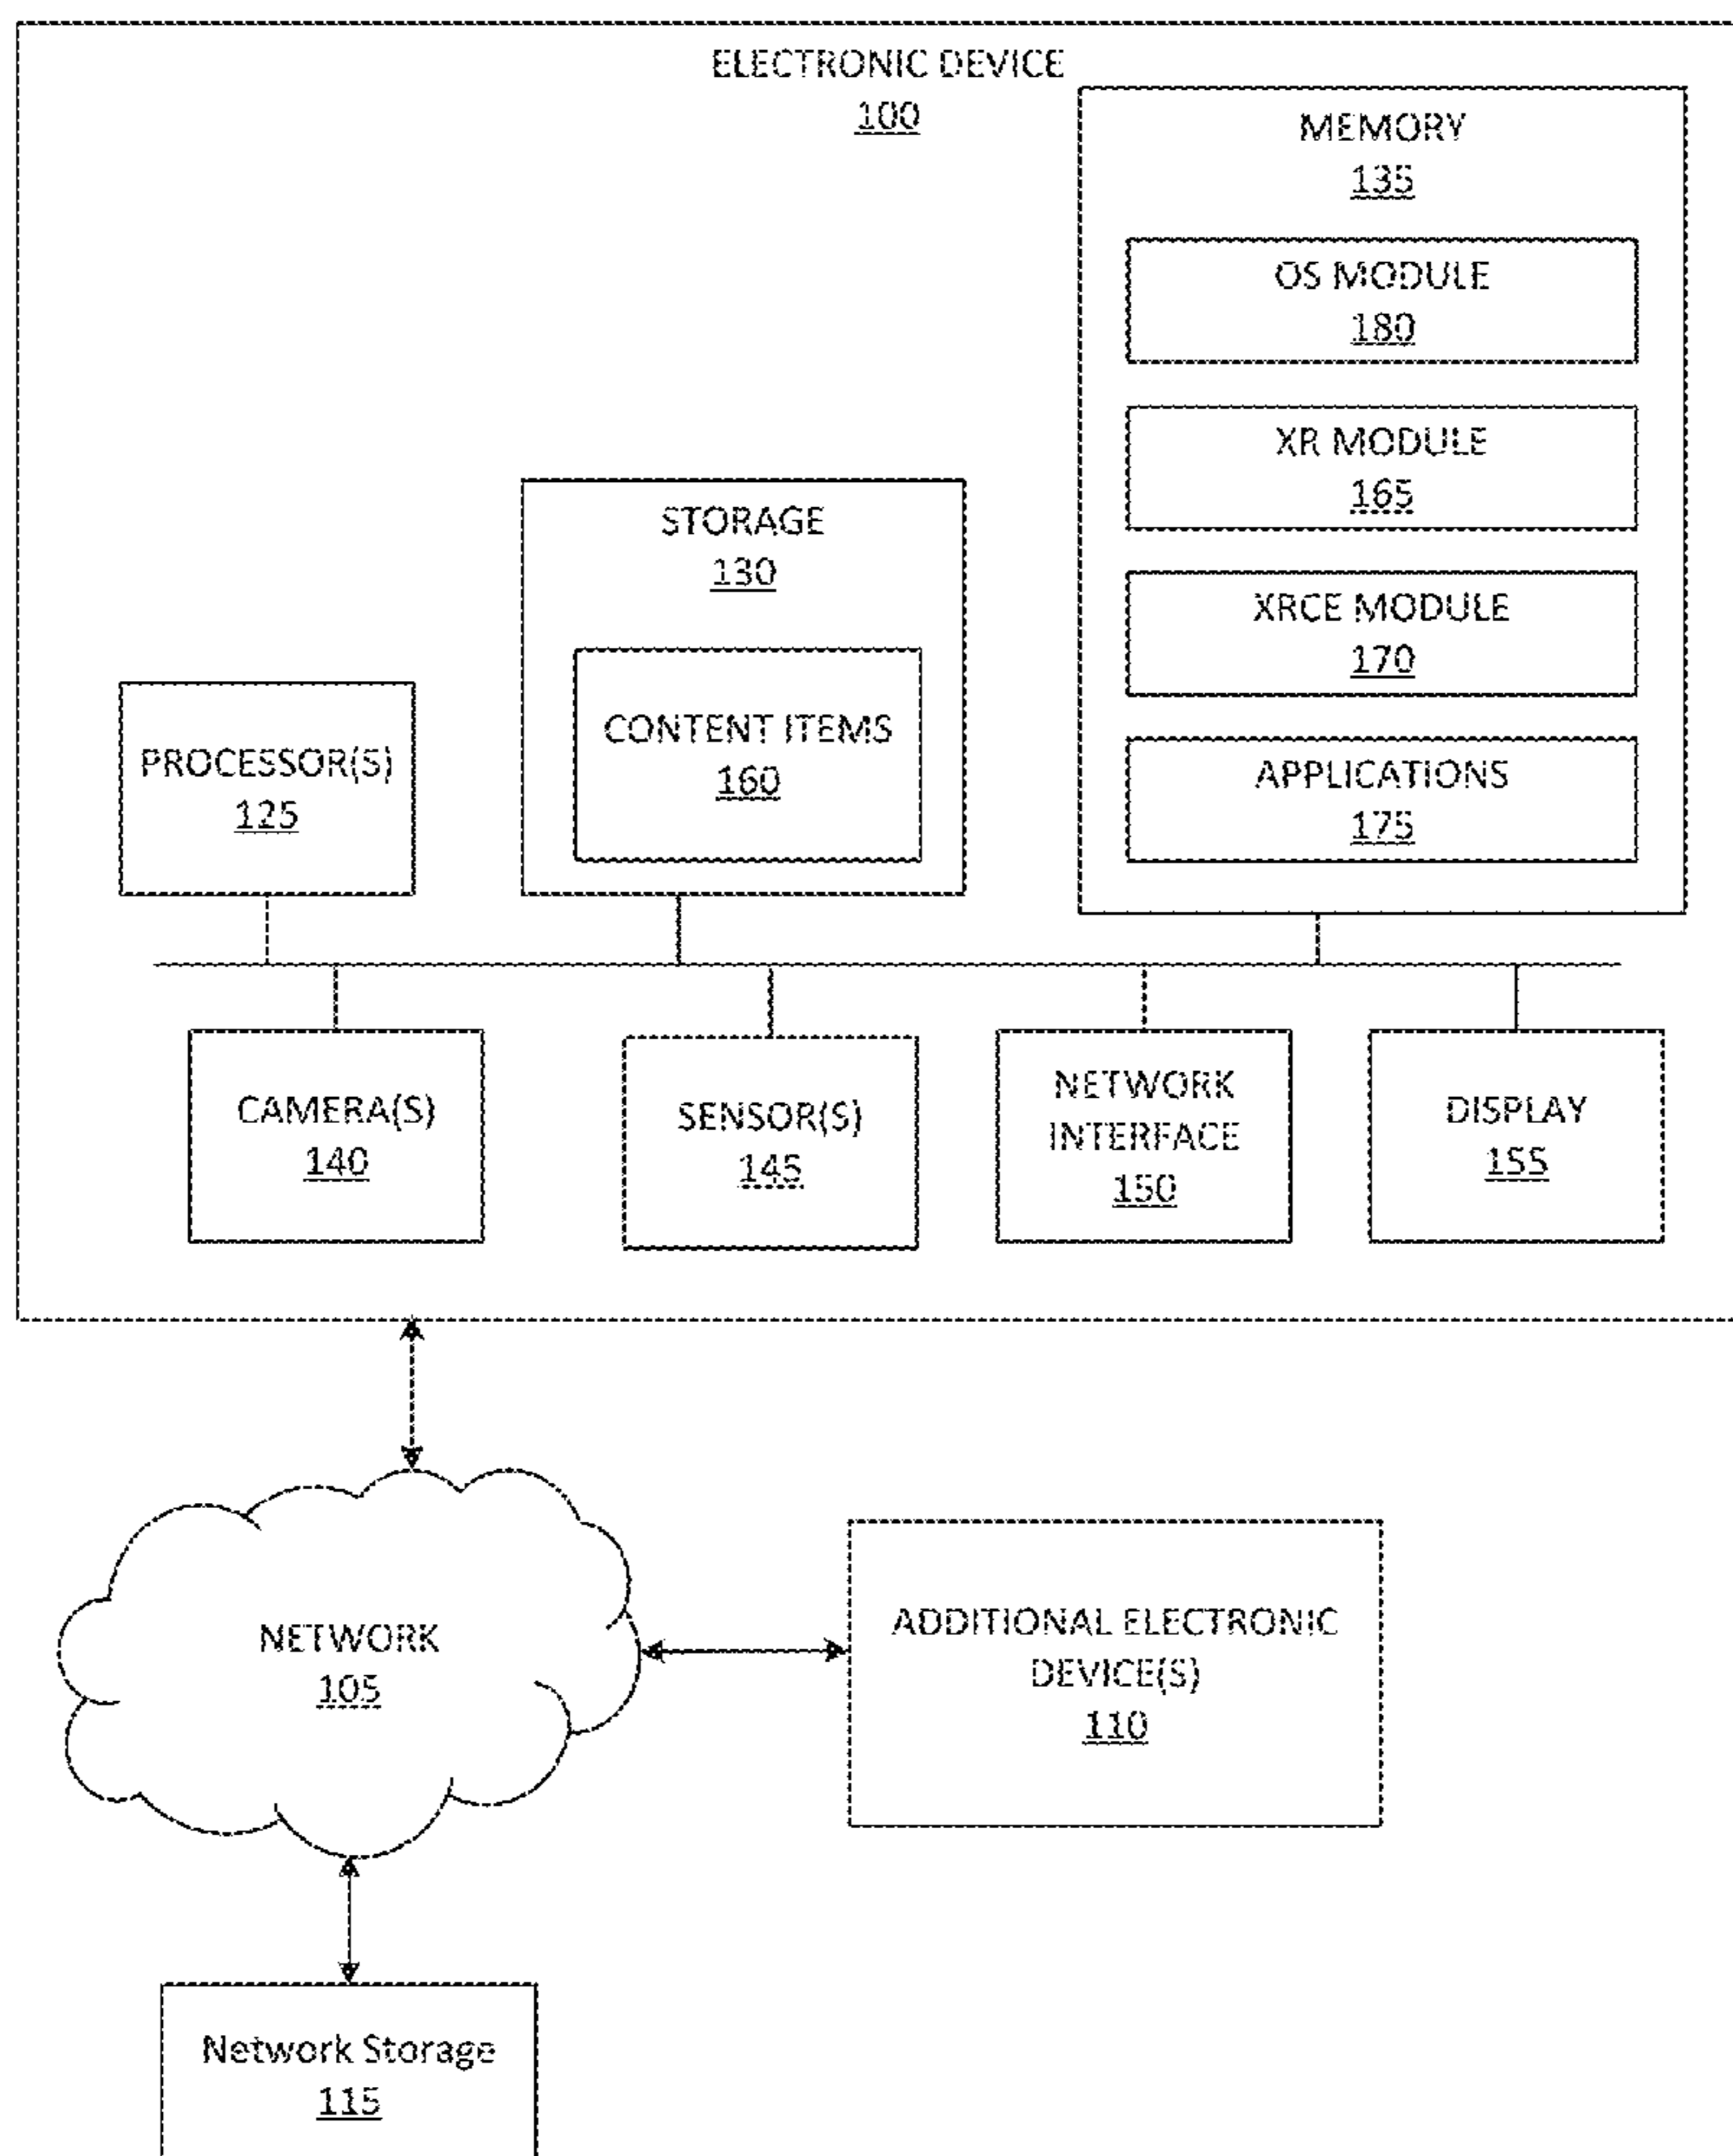 ELECTRONIC DEVICE
100
MEMORY
135
OS MODULE
180
XR MODULE
165
XRCE MODULE
170
APPLICATIONS
175
STORAGE
130
CONTENT ITEMS
160
PROCESSOR(S)
125
CAMERA(S)
140
SENSOR(S)
145
NETWORK
INTERFACE
150
DISPLAY
155
NETWORK
105
ADDITIONAL ELECTRONIC
DEVICE(S)
110
Network Storage
115